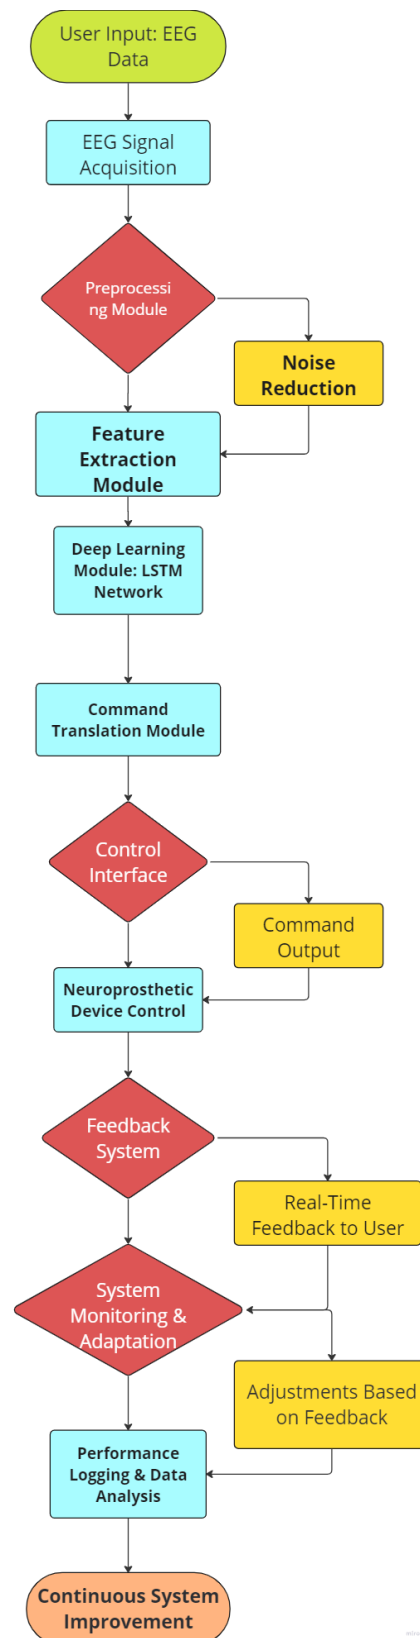 User Input: EEG
Data
EEG Signal
Acquisition
Preprocessi
ng Module
Noise
Reduction
Feature
Extraction
Module
Deep Learning
Module: LSTM
Network
Command
Translation Module
Control
Interface
Command
Output
Neuroprosthetic
Device Control
Feedback
System
Real-Time
Feedback to User
System
Monitoring &
Adaptation
Adjustments Based
on Feedback
Performance
Logging & Data
Analysis
Continuous System
Improvement